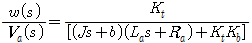 w(s)/V_a(s) = K_t/[(Js+b)(L_a s+R_a)+K_t K_b]